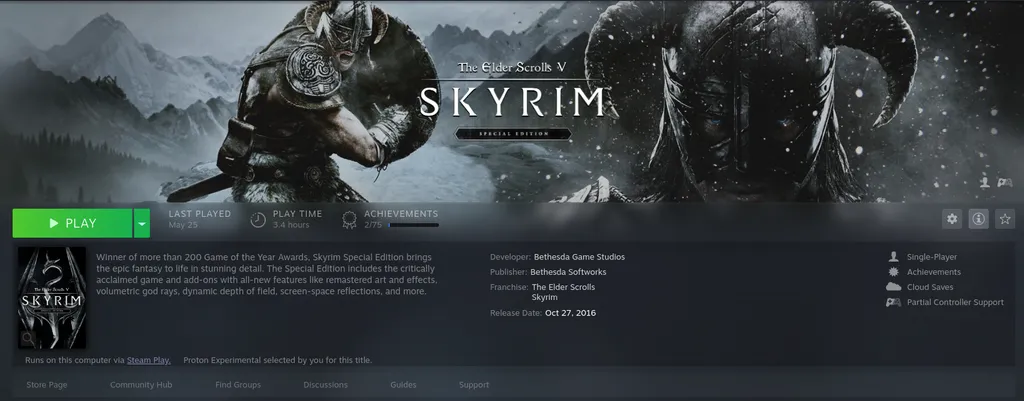 The Elder Scrolls V
SKYRIM
SPECIAL EDITION
PLAY
LAST PLAYED
May 25
PLAY TIME
3.4 hours
ACHIEVEMENTS
2/75
The Elder Scrolls V
SKYRIM
Winner of more than 200 Game of the Year Awards, Skyrim Special Edition brings
the epic fantasy to life in stunning detail. The Special Edition includes the critically
acclaimed game and add-ons with all-new features like remastered art and effects,
volumetric god rays, dynamic depth of field, screen-space reflections, and more.
Developer: Bethesda Game Studios
Publisher: Bethesda Softworks
Franchise: The Elder Scrolls
Skyrim
Release Date: Oct 27, 2016
Single-Player
Achievements
Cloud Saves
Partial Controller Support
Runs on this computer via Steam Play. Proton Experimental selected by you for this title.
Store Page
Community Hub
Find Groups
Discussions
Guides
Support